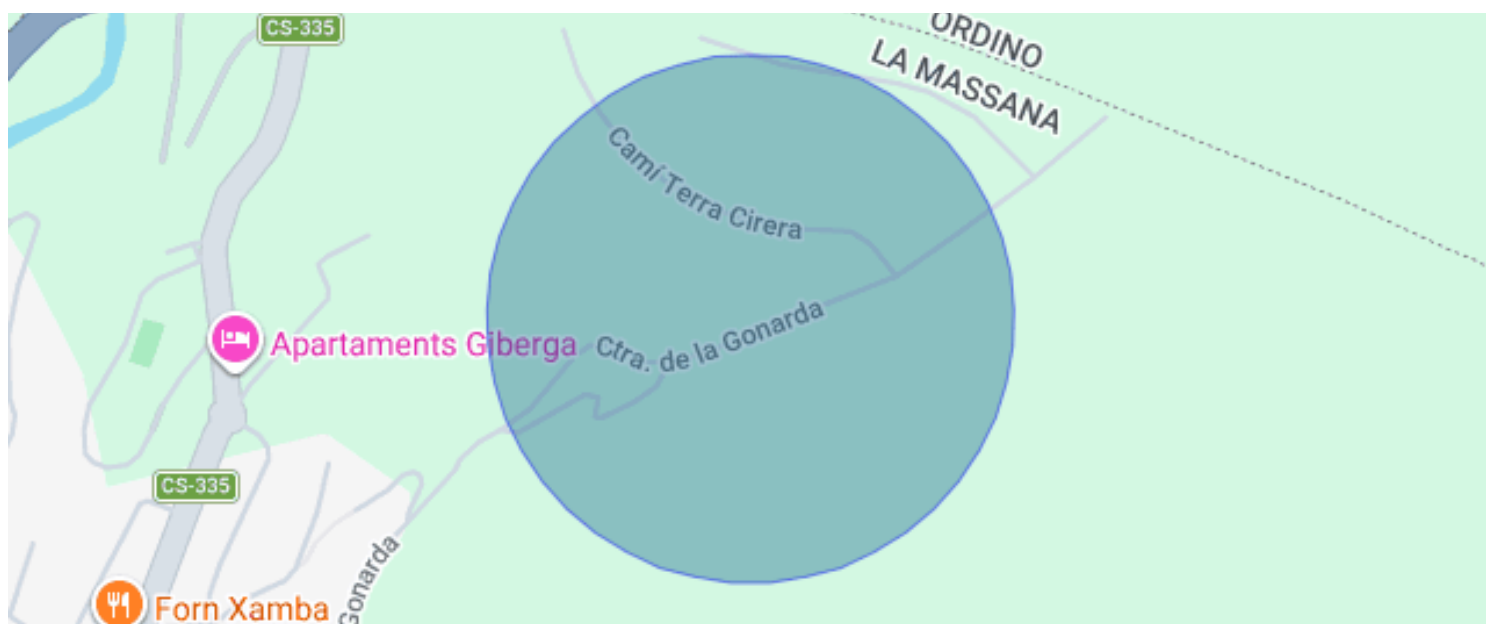 CS-335
ORDINO
LA MASSANA
Camí Terra Cirera
Apartaments Giberga
Ctra. de la Gonarda
CS-335
Gonarda
Forn Xamba